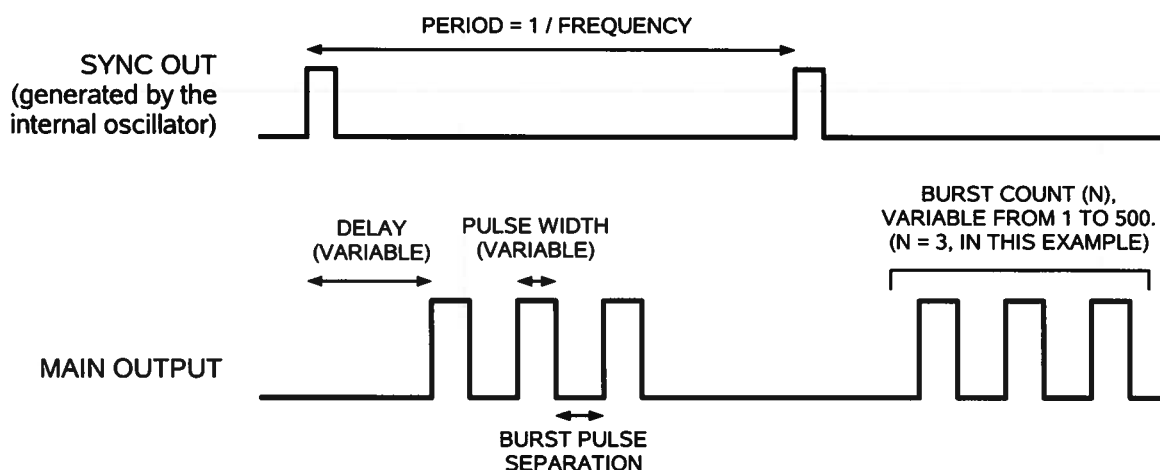 PERIOD = 1 / FREQUENCY
SYNC OUT
(generated by the
internal oscillator)
BURST COUNT (N),
VARIABLE FROM 1 TO 500.
(N = 3, IN THIS EXAMPLE)
DELAY
(VARIABLE)
PULSE WIDTH
(VARIABLE)
MAIN OUTPUT
BURST PULSE
SEPARATION